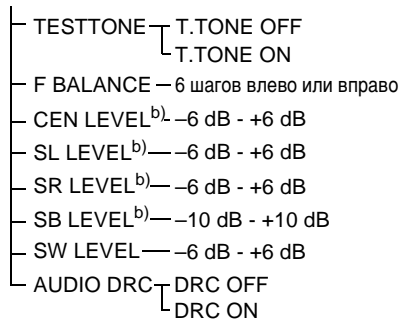 TESTTONE T.TONE OFF
T.TONE ON
F BALANCE 6 шагов влево или вправо
CEN LEVELb) –6 dB - +6 dB
SL LEVELb) –6 dB - +6 dB
SR LEVELb) –6 dB - +6 dB
SB LEVELb) –10 dB - +10 dB
SW LEVEL –6 dB - +6 dB
AUDIO DRC DRC OFF
DRC ON